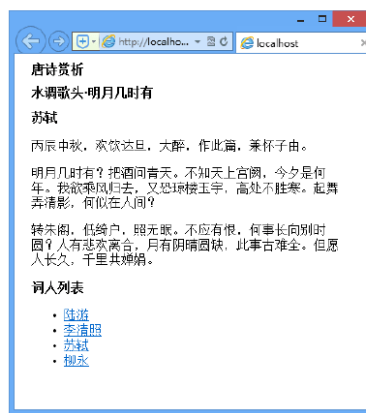 http://localho...
localhost
唐诗赏析
水调歌头·明月几时有
苏轼
丙辰中秋，欢饮达旦，大醉，作此篇，兼怀子由。
明月几时有？把酒问青天。不知天上宫阙，今夕是何
年。我欲乘风归去，又恐琼楼玉宇，高处不胜寒。起舞
弄清影，何似在人间？
转朱阁，低绮户，照无眠。不应有恨，何事长向别时
圆？人有悲欢离合，月有阴晴圆缺，此事古难全。但愿
人长久，千里共婵娟。
词人列表
陆游
李清照
苏轼
柳永